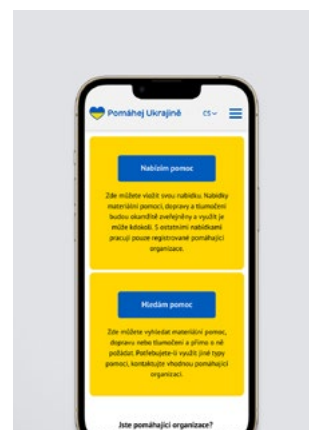 Pomáhej Ukrajině
CS
Nabízím pomoc
Zde můžete vložit svou nabídku. Nabídky
materiální pomoci, dopravy a tlumočení
budou okamžitě zveřejněny a využít je
může kdokoli. S ostatními nabídkami
pracují pouze registrované pomáhající
organizace.
Hledám pomoc
Zde můžete vyhledat materiální pomoc,
dopravu nebo tlumočení a přímo o ně
požádat. Potřebujete-li využít jiné typy
pomoci, kontaktujte vhodnou pomáhající
organizaci.
Jste pomáhající organizace?